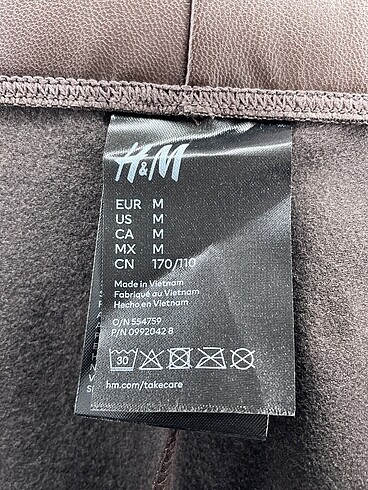 H&M
EUR M
US M
CA M
MX M
CN 170/110
Made in Vietnam
Fabriqué au Vietnam
Hecho en Vietnam
O/N 554759
P/N 0992042 8
30
hm.com/takecare